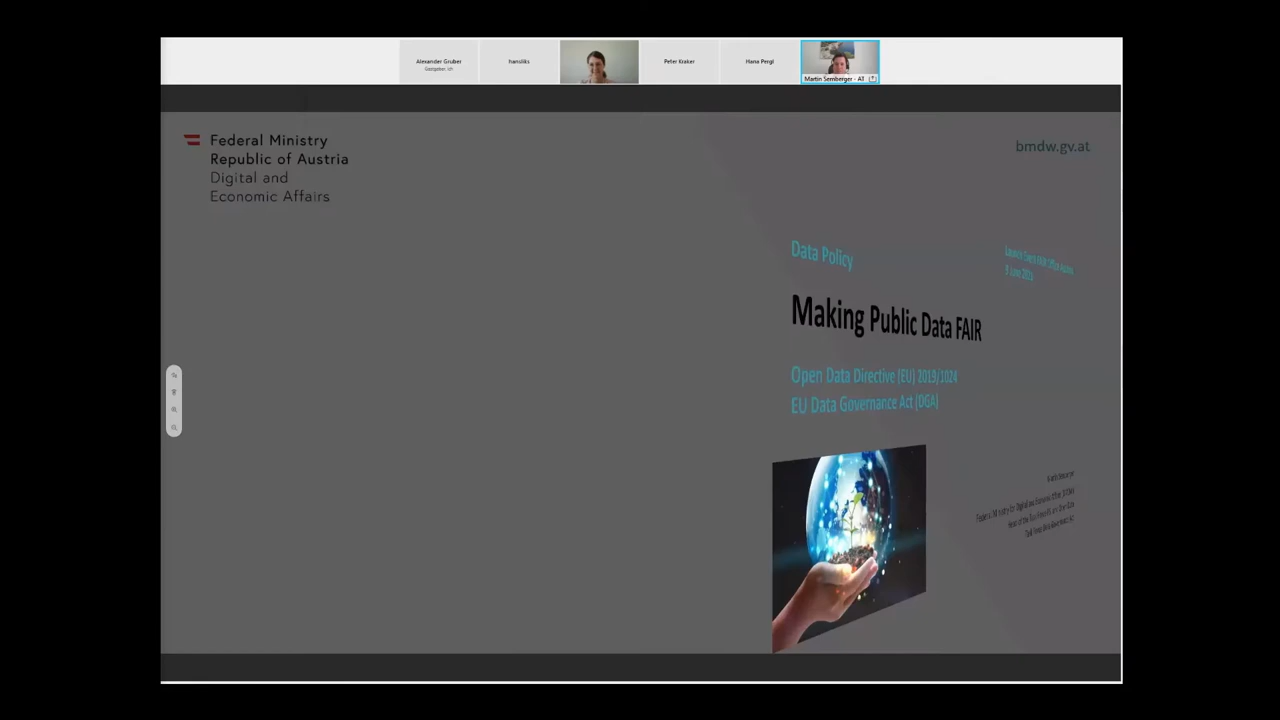 Alexander Gruber
hansliks
Peter Kraker
Hana Pergl
Martin Semberger - AT
Federal Ministry
Republic of Austria
Digital and
Economic Affairs
bmdw.gv.at
Data Policy
Making Public Data FAIR
Open Data Directive (EU) 2019/1024
EU Data Governance Act (DGA)